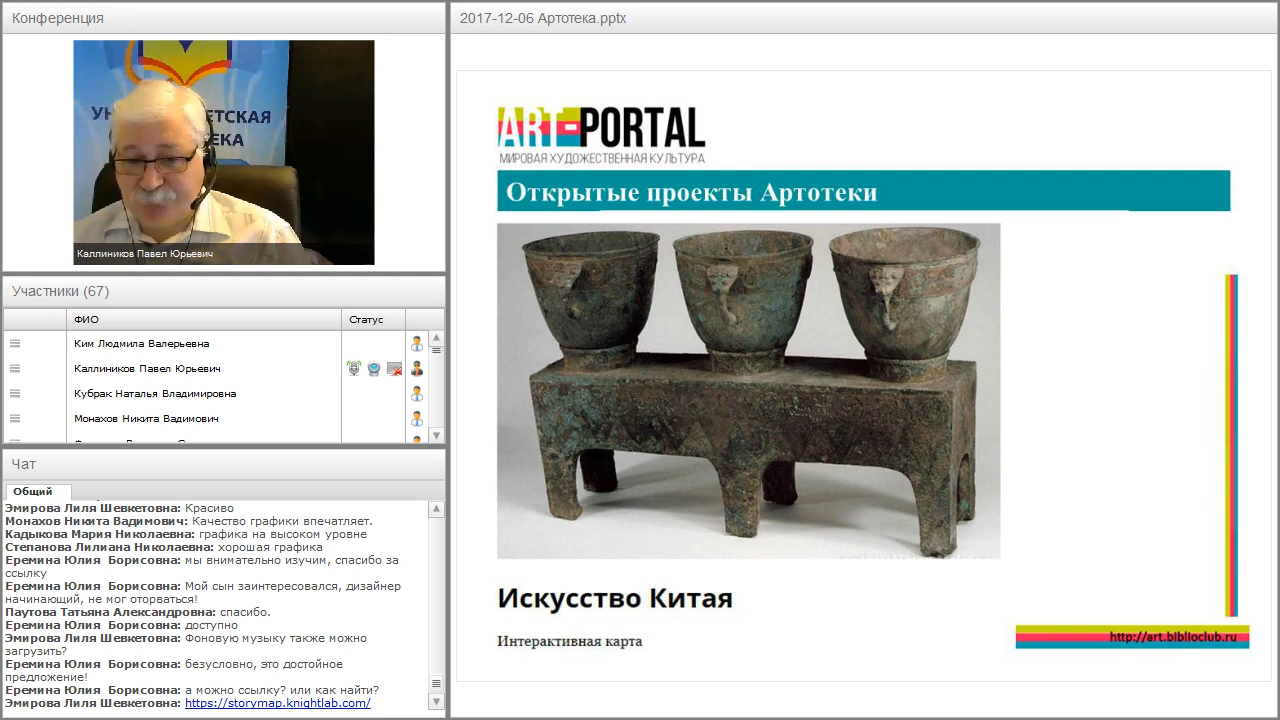 Конференция
УН ЕТСКАЯ
ЕКА
Каллиников Павел Юрьевич
Участники (67)
ФИО Статус
Ким Людмила Валерьевна
Каллиников Павел Юрьевич
Кубрак Наталья Владимировна
Монахов Никита Вадимович
Чат
Общий
Эмирова Лиля Шевкетовна: Красиво
Монахов Никита Вадимович: Качество графики впечатляет.
Кадыкова Мария Николаевна: графика на высоком уровне
Степанова Лилиана Николаевна: хорошая графика
Еремина Юлия Борисовна: мы внимательно изучим, спасибо за
ссылку
Еремина Юлия Борисовна: Мой сын заинтересовался, дизайнер
начинающий, не мог оторваться!
Паутова Татьяна Александровна: спасибо.
Еремина Юлия Борисовна: доступно
Эмирова Лиля Шевкетовна: Фоновую музыку также можно
загрузить?
Еремина Юлия Борисовна: безусловно, это достойное
предложение!
Еремина Юлия Борисовна: а можно ссылку? или как найти?
Эмирова Лиля Шевкетовна: https://storymap.knightlab.com/
2017-12-06 Артотека.pptx
ART-PORTAL
МИРОВАЯ ХУДОЖЕСТВЕННАЯ КУЛЬТУРА
Открытые проекты Артотеки
Искусство Китая
Интерактивная карта
http://art.biblioclub.ru